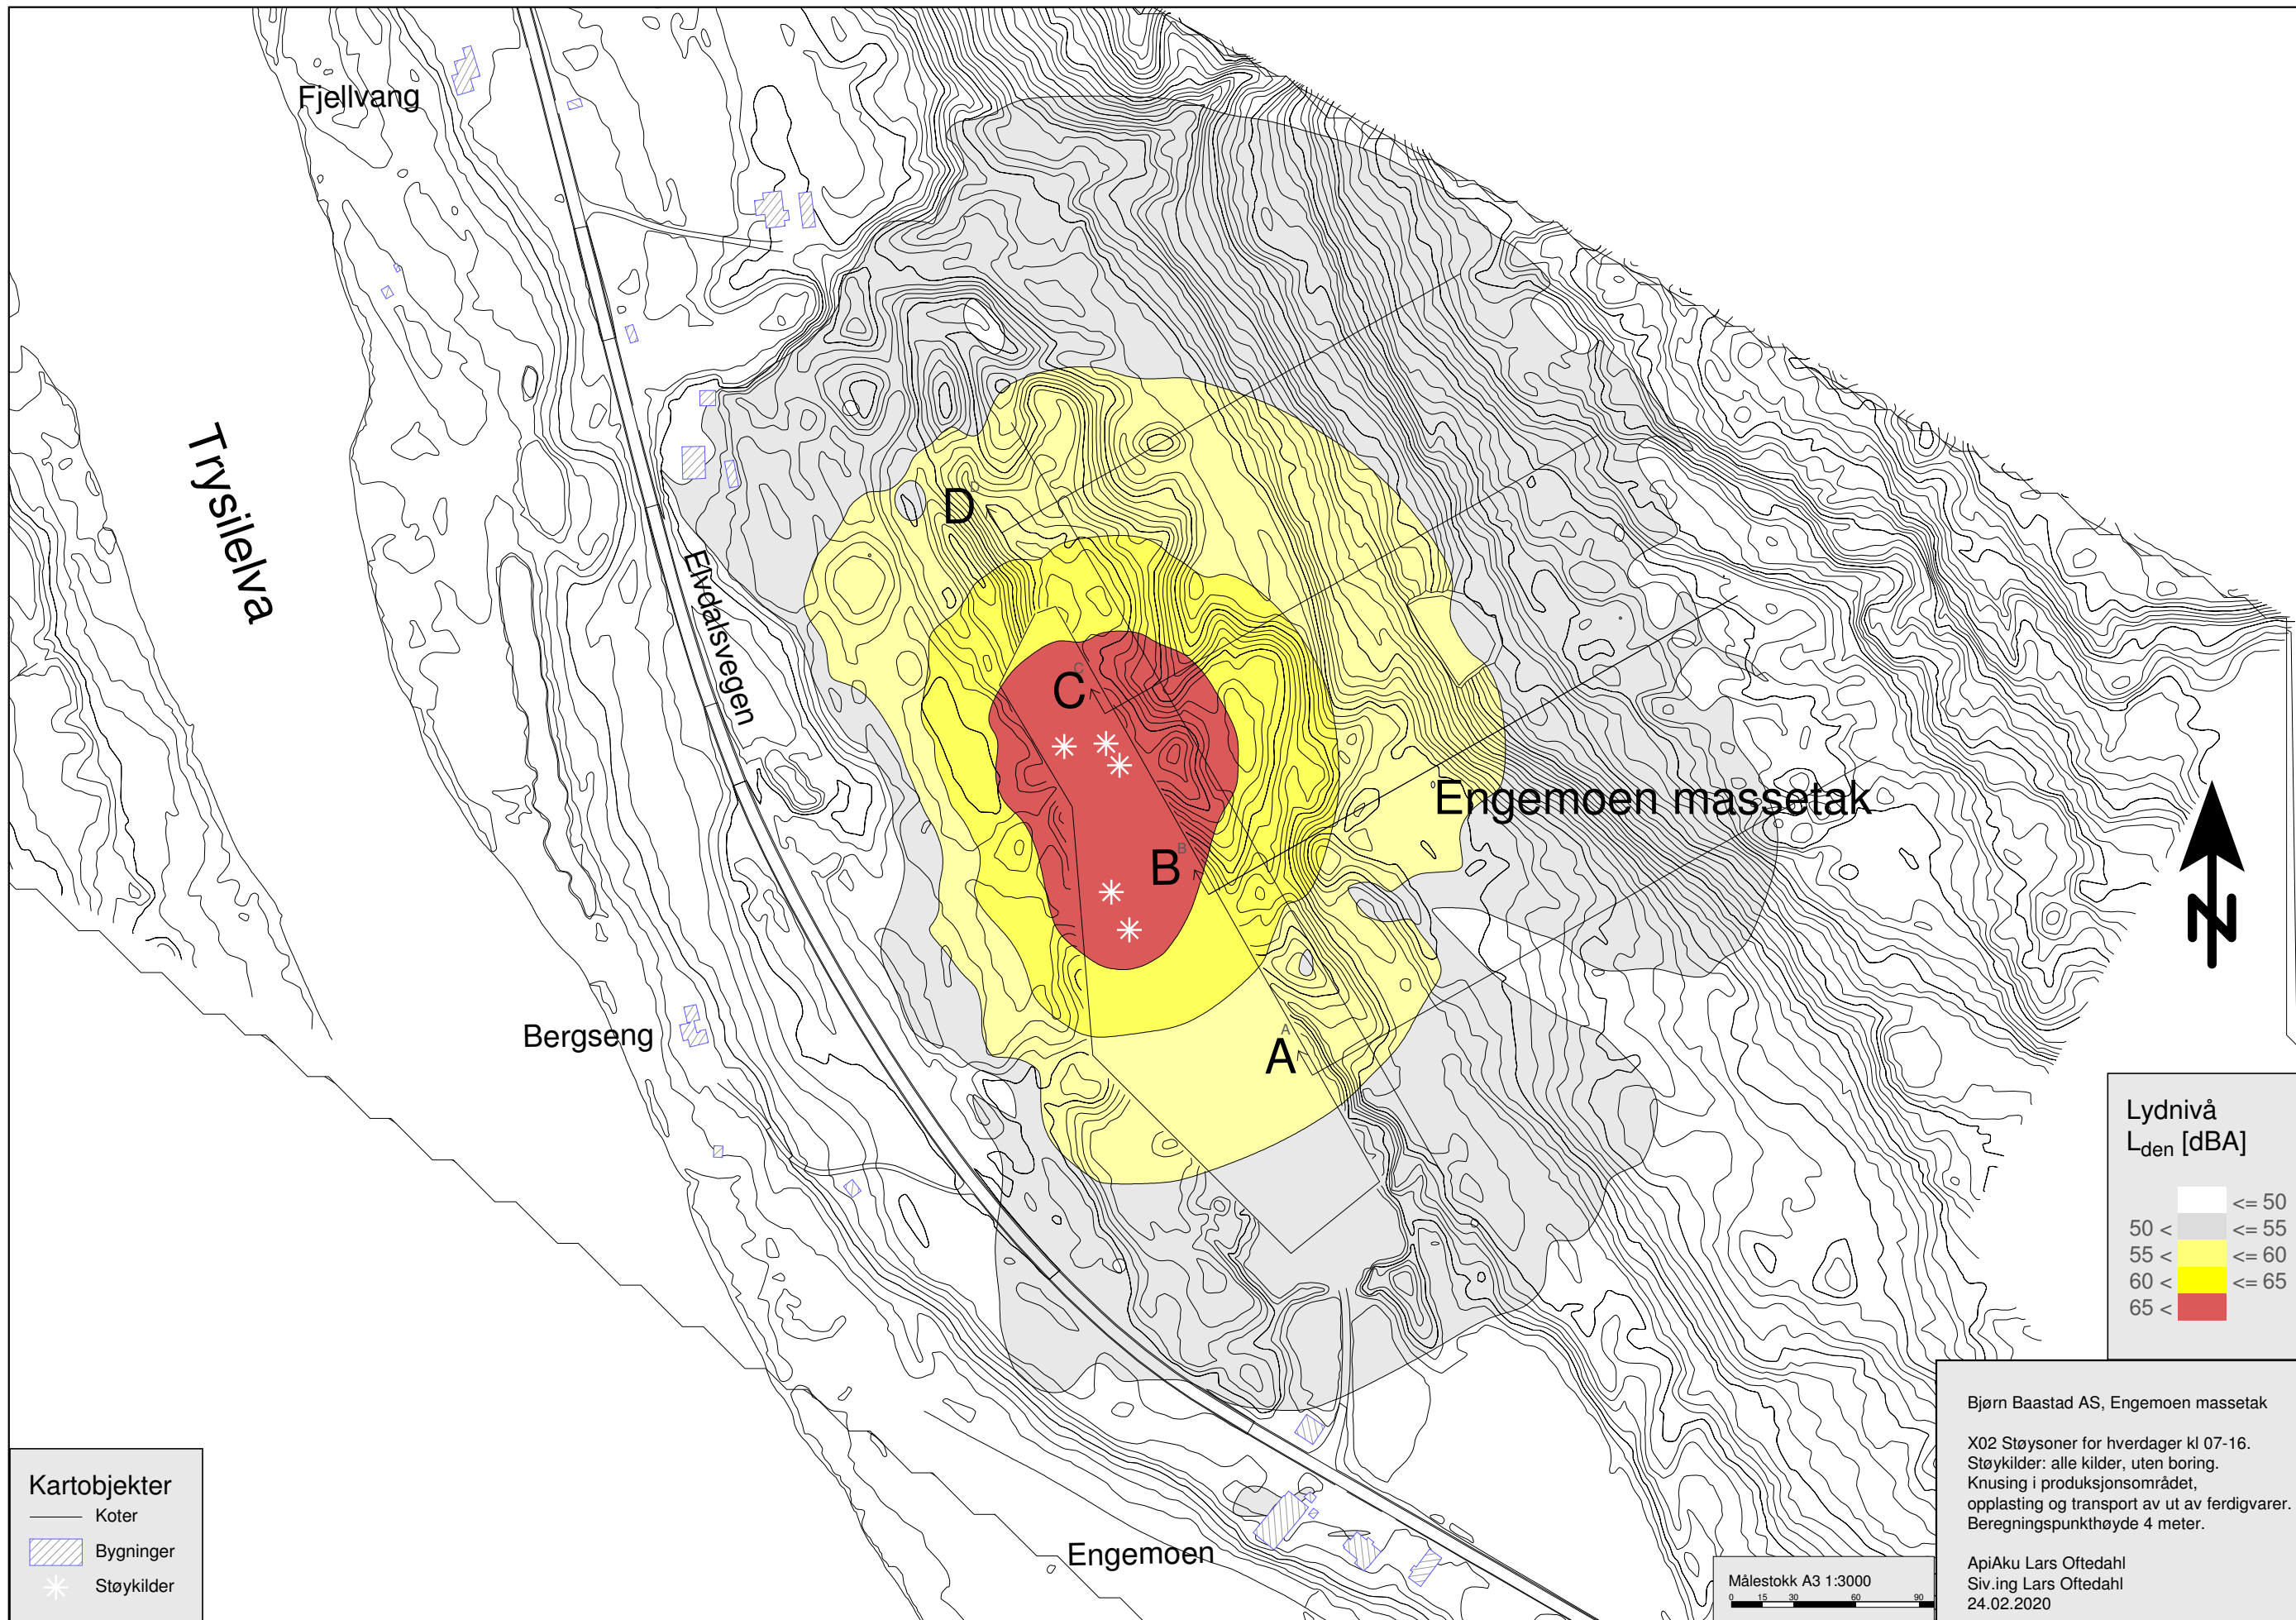 Fjellvang
Trysilelva
Elvdalsvegen
D
D
C
C
B
B
Engemoen massetak
A
A
Bergseng
Engemoen
N
Lydnivå
Lden [dBA]
<= 50
50 < <= 55
55 < <= 60
60 < <= 65
65 <
Kartobjekter
Koter
Bygninger
Støykilder
Målestokk A3 1:3000
0 15 30 60 90
Bjørn Baastad AS, Engemoen massetak
X02 Støysoner for hverdager kl 07-16.
Støykilder: alle kilder, uten boring.
Knusing i produksjonsområdet,
opplasting og transport av ut av ferdigvarer.
Beregningspunkthøyde 4 meter.
ApiAku Lars Oftedahl
Siv.ing Lars Oftedahl
24.02.2020